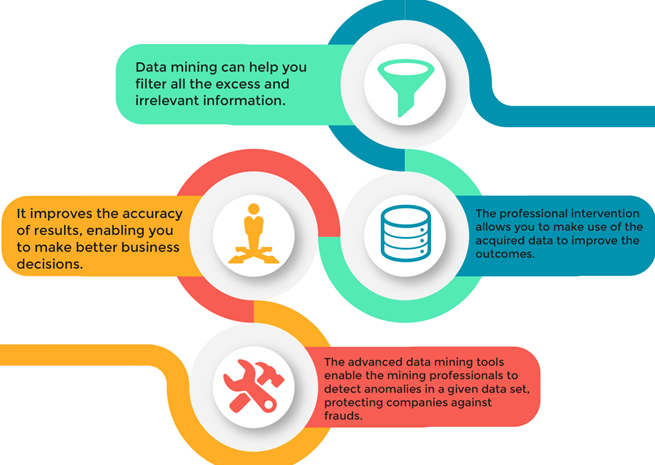 Data mining can help you
filter all the excess and
irrelevant information.
It improves the accuracy
of results, enabling you
to make better business
decisions.
The professional intervention
allows you to make use of the
acquired data to improve the
outcomes.
The advanced data mining tools
enable the mining professionals to
detect anomalies in a given data set,
protecting companies against
frauds.